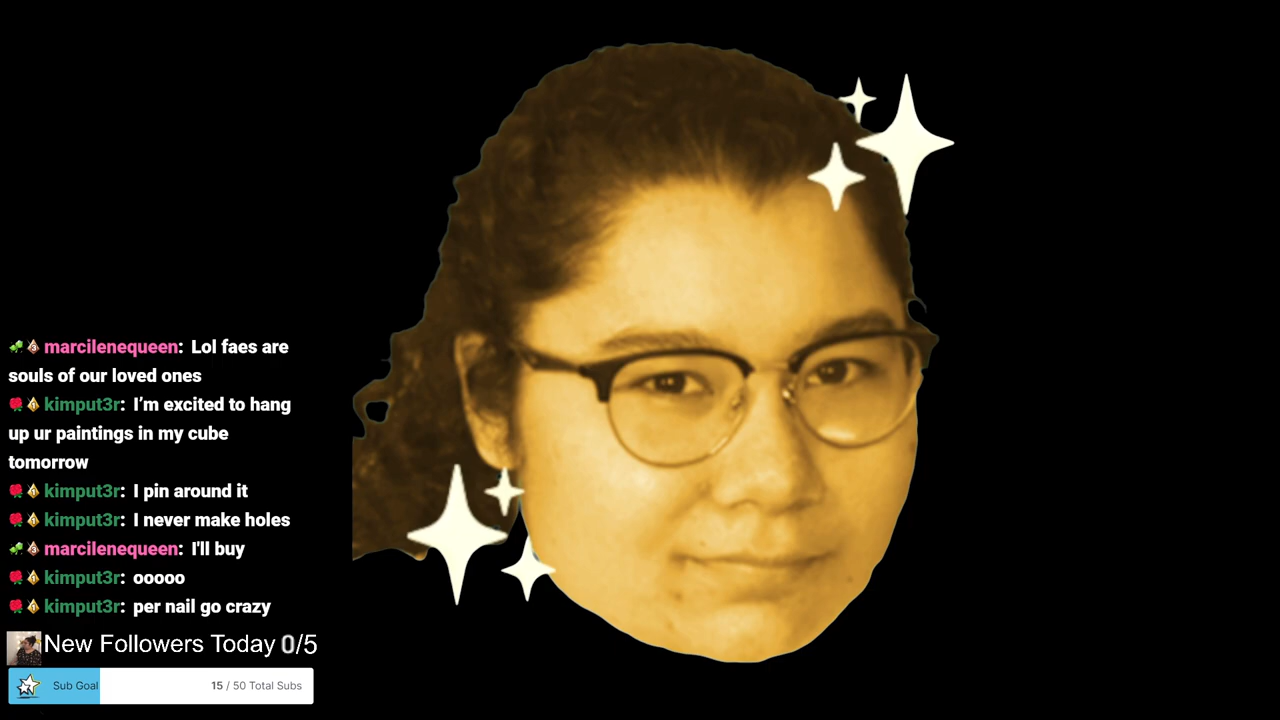 marcilenequeen: Lol faes are
souls of our loved ones
kimput3r: I’m excited to hang
up ur paintings in my cube
tomorrow
kimput3r: I pin around it
kimput3r: I never make holes
marcilenequeen: I'll buy
kimput3r: ooooo
kimput3r: per nail go crazy
New Followers Today 0/5
Sub Goal 15 / 50 Total Subs